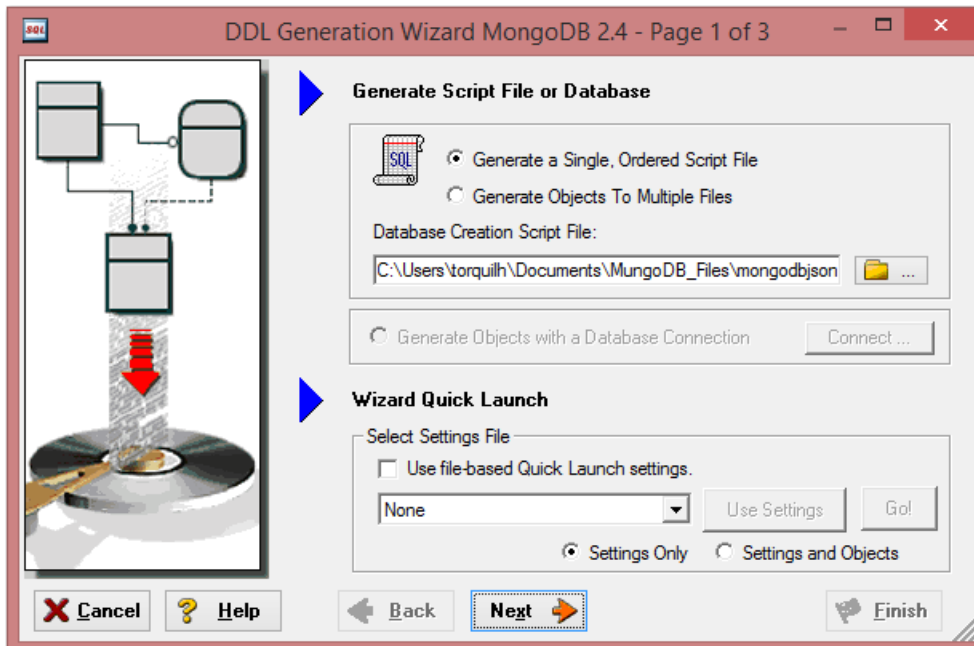 SQL
DDL Generation Wizard MongoDB 2.4 - Page 1 of 3
Generate Script File or Database
SQL
Generate a Single, Ordered Script File
Generate Objects To Multiple Files
Database Creation Script File:
C:\Users\torquilh\Documents\MungoDB_Files\mongodbjson
...
Generate Objects with a Database Connection
Connect ...
Wizard Quick Launch
Select Settings File
Use file-based Quick Launch settings.
None
Use Settings
Go!
Settings Only
Settings and Objects
Cancel
Help
Back
Next
Finish